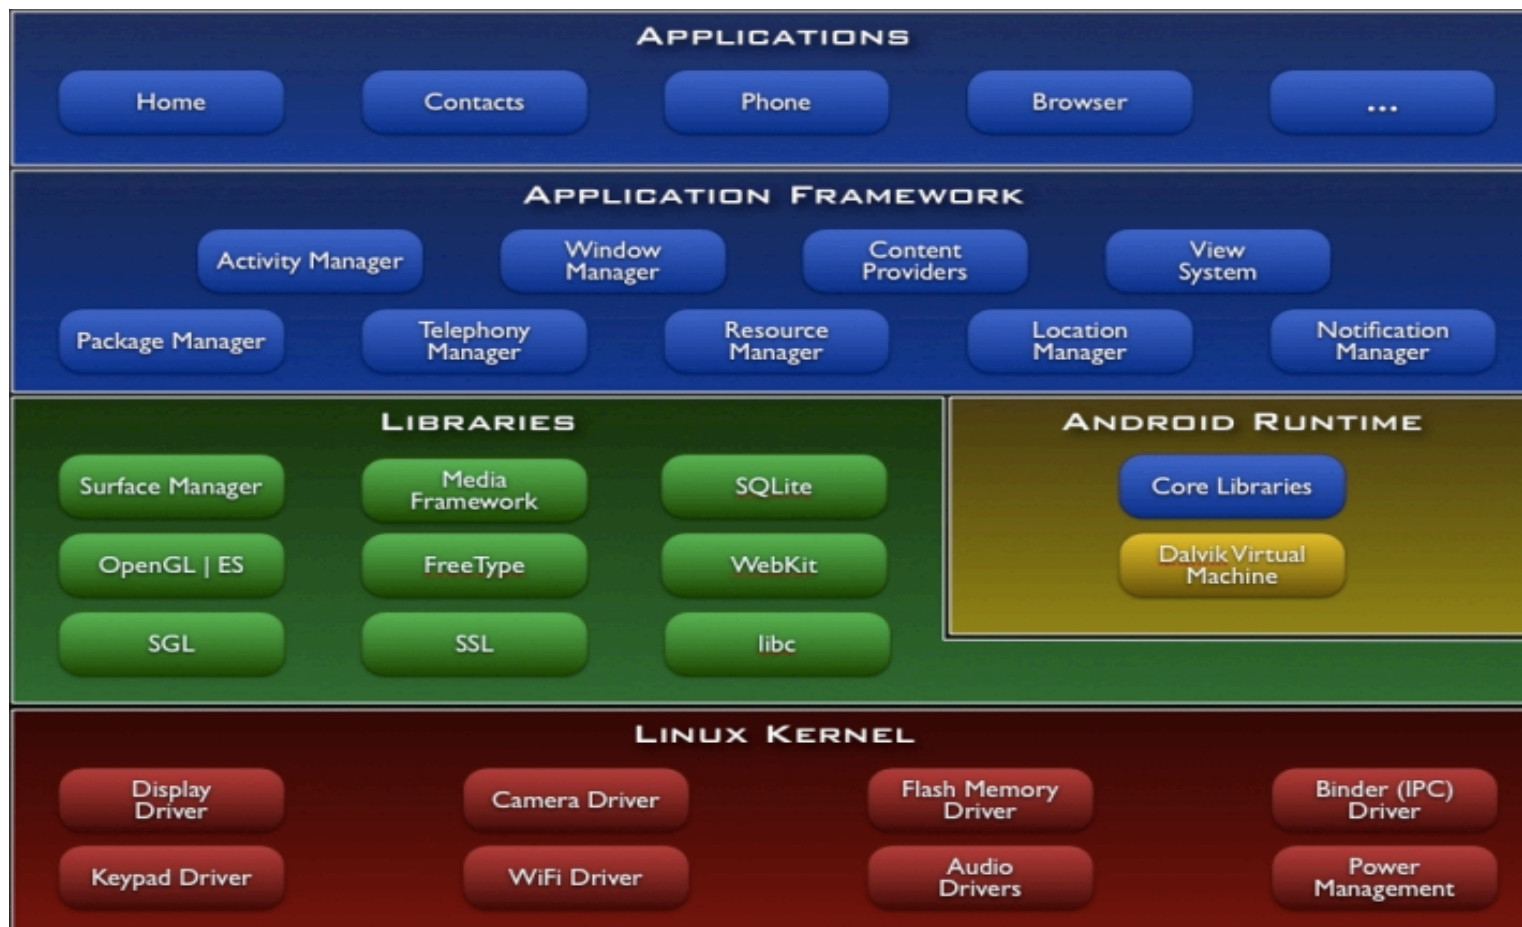 APPLICATIONS
Home
Contacts
Phone
Browser
...
APPLICATION FRAMEWORK
Activity Manager
Window
Manager
Content
Providers
View
System
Package Manager
Telephony
Manager
Resource
Manager
Location
Manager
Notification
Manager
LIBRARIES
Surface Manager
Media
Framework
SQLite
OpenGL | ES
FreeType
WebKit
SGL
SSL
libc
ANDROID RUNTIME
Core Libraries
Dalvik Virtual
Machine
LINUX KERNEL
Display
Driver
Camera Driver
Flash Memory
Driver
Binder (IPC)
Driver
Keypad Driver
WiFi Driver
Audio
Drivers
Power
Management